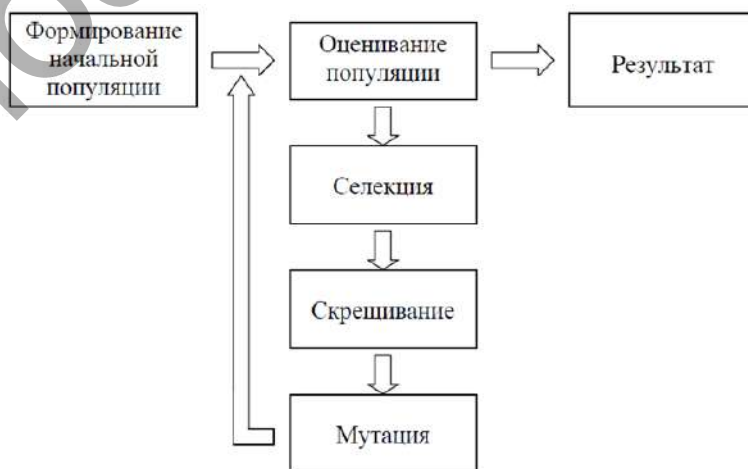 Формирование
начальной
популяции
Оценивание
популяции
Результат
Селекция
Скрещивание
Мутация